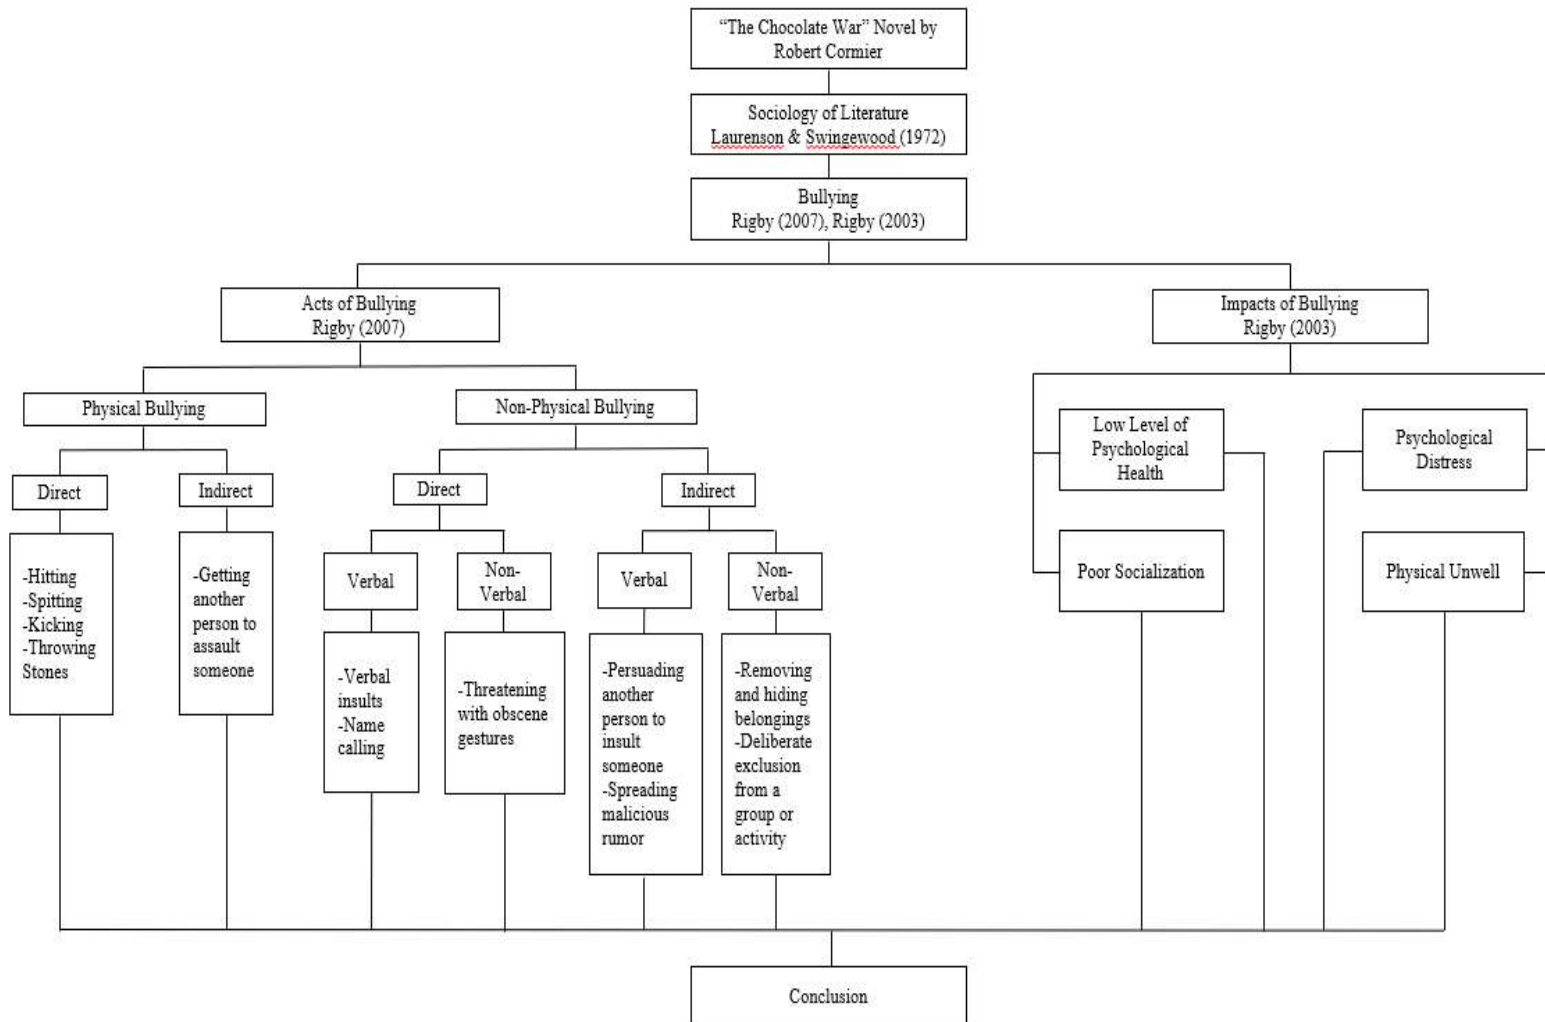 “The Chocolate War” Novel by
Robert Cormier
Sociology of Literature
Laurenson & Swingewood (1972)
Bullying
Rigby (2007), Rigby (2003)
Acts of Bullying
Rigby (2007)
Impacts of Bullying
Rigby (2003)
Physical Bullying
Non-Physical Bullying
Low Level of
Psychological
Health
Psychological
Distress
Direct
Indirect
Direct
Indirect
-Hitting
-Spitting
-Kicking
-Throwing
Stones
-Getting
another
person to
assault
someone
Verbal
Non-
Verbal
Verbal
Non-
Verbal
Poor Socialization
Physical Unwell
-Verbal
insults
-Name
calling
-Threatening
with obscene
gestures
-Persuading
another
person to
insult
someone
-Spreading
malicious
rumor
-Removing
and hiding
belongings
-Deliberate
exclusion
from a
group or
activity
Conclusion